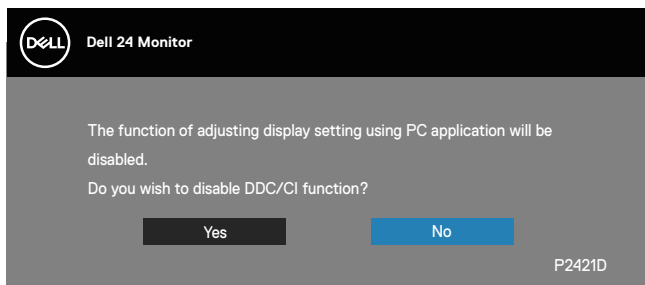 DELL
Dell 24 Monitor
The function of adjusting display setting using PC application will be
disabled.
Do you wish to disable DDC/CI function?
Yes
No
P2421D